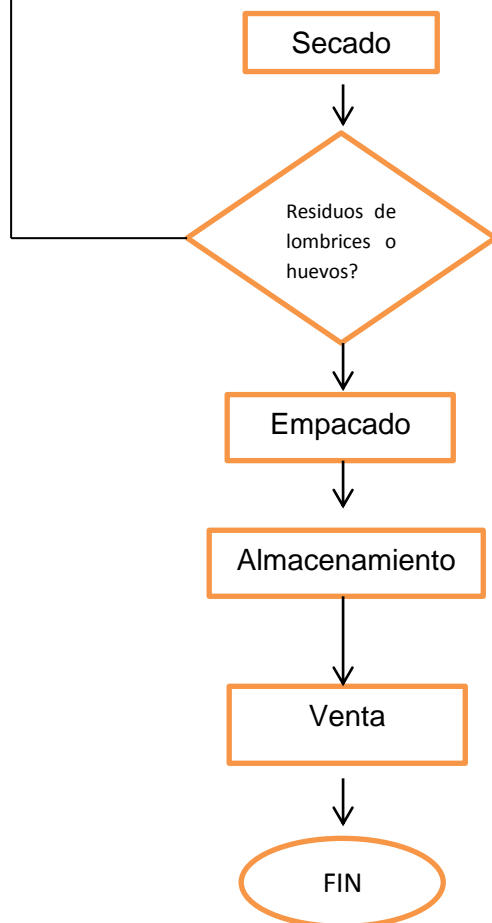 Secado
Residuos de
lombrices o
huevos?
Empacado
Almacenamiento
Venta
FIN